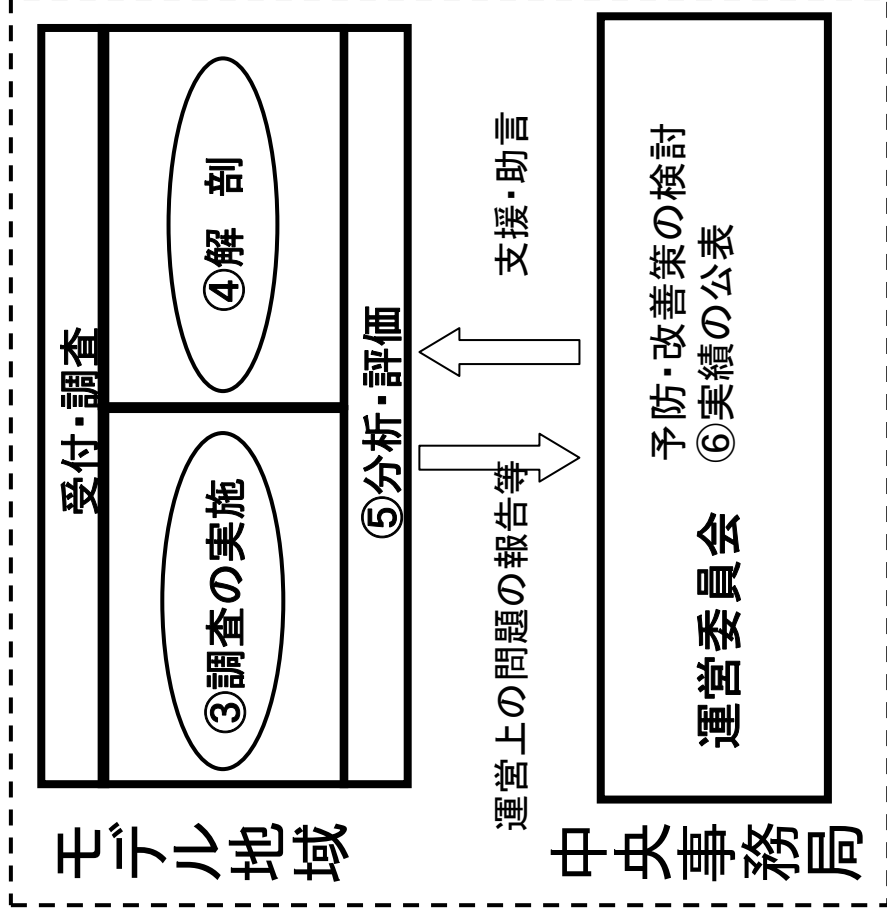 モデル地域
受付・調査
③調査の実施
④解 剖
⑤分析・評価
運営上の問題の報告等
支援・助言
中央事務局
運営委員会
予防・改善策の検討
⑥実績の公表